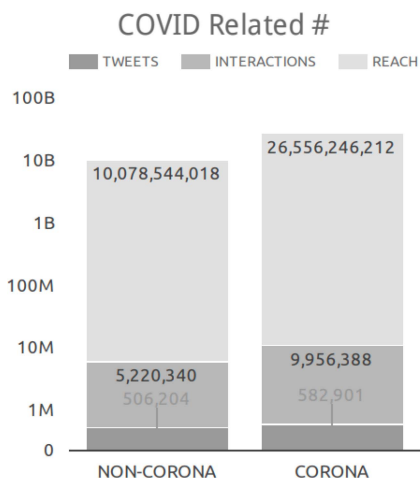 COVID Related #
TWEETS INTERACTIONS REACH
100B
10B
1B
100M
10M
1M
0
10,078,544,018
5,220,340
506,204
26,556,246,212
9,956,388
582,901
NON-CORONA CORONA